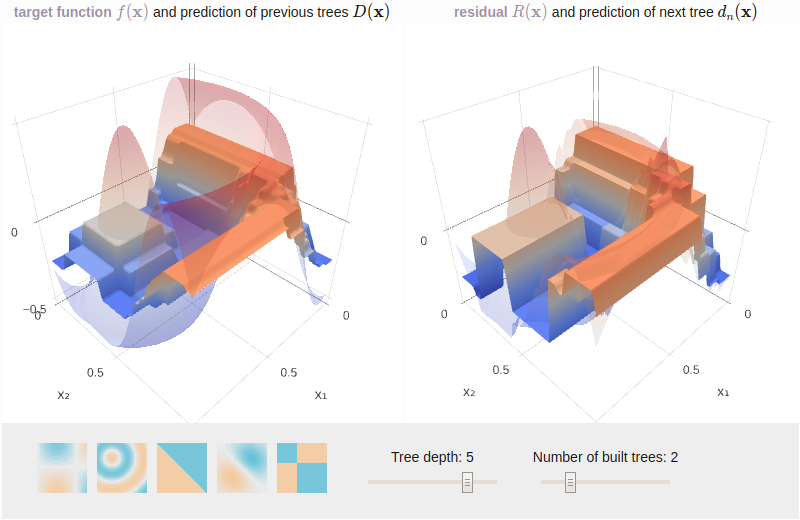 target function f(x) and prediction of previous trees D(x)
residual R(x) and prediction of next tree dₙ(x)
0
−0.5
0
0.5
x₂
0.5
x₁
0
0
0
0.5
x₂
0.5
x₁
0
Tree depth: 5
Number of built trees: 2